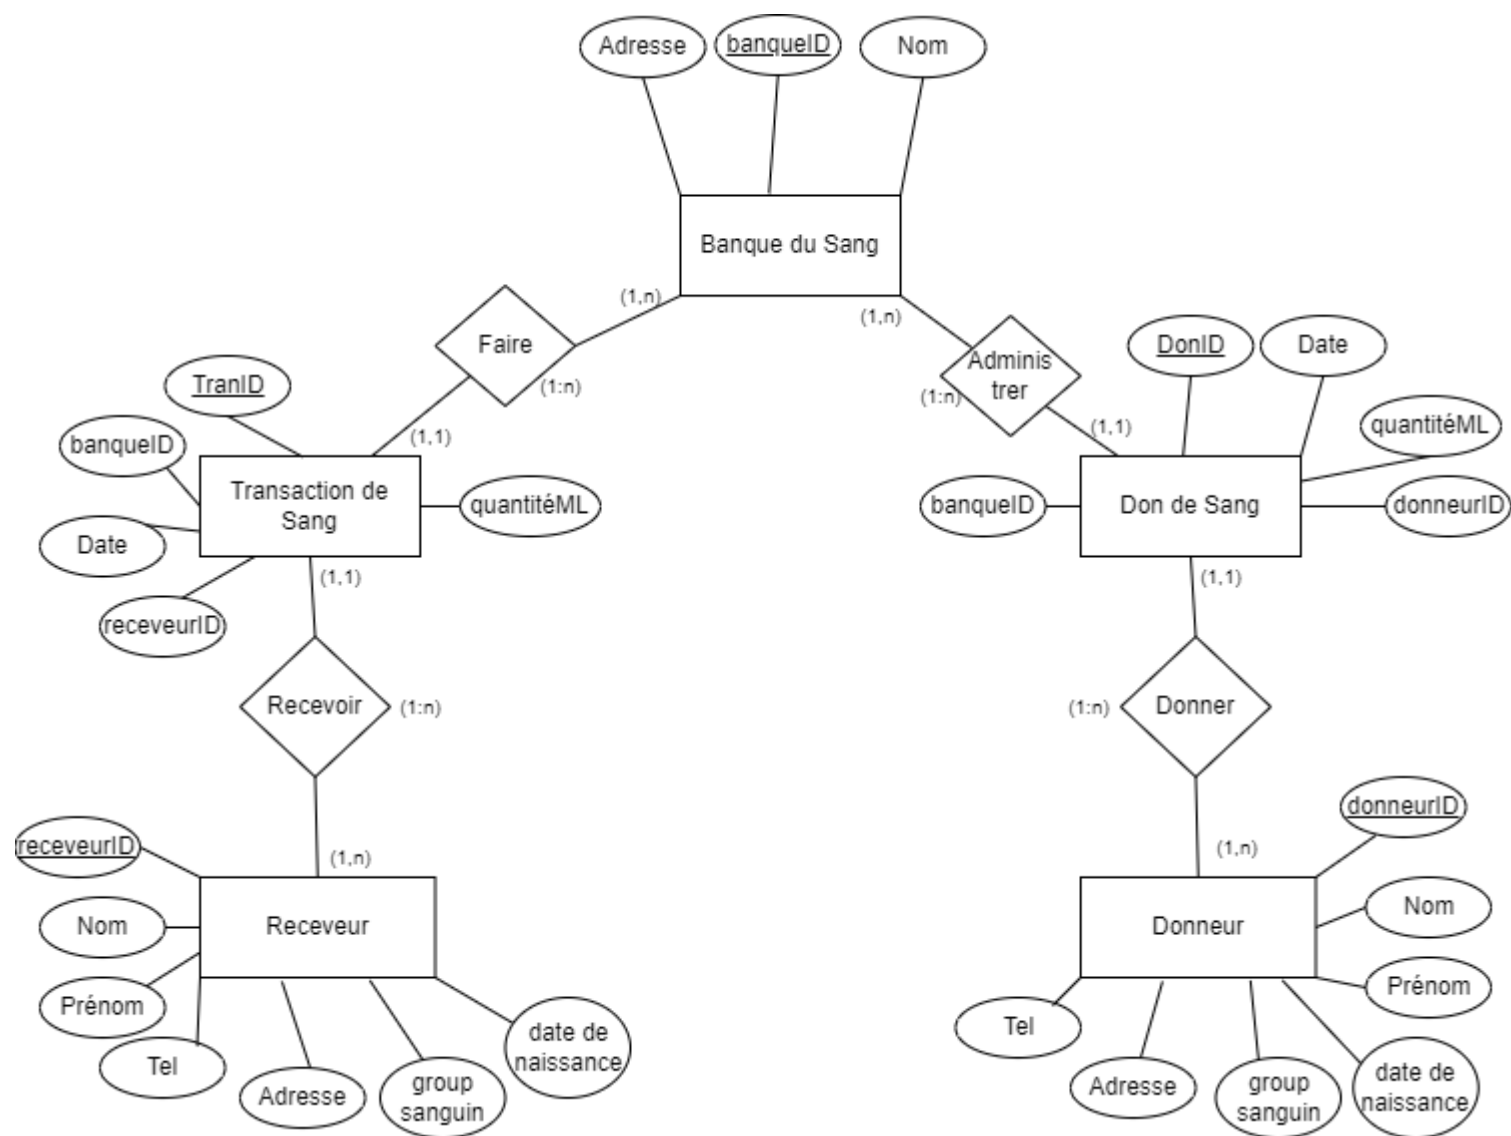 Adresse
banqueID
Nom
Banque du Sang
(1,n)
(1,n)
Faire
(1:n)
(1,1)
Adminis
trer
(1:n)
(1,1)
DonID
Date
quantitéML
donneurID
banqueID
Don de Sang
TranID
banqueID
Transaction de
Sang
quantitéML
Date
receveurID
(1,1)
(1,1)
Recevoir
(1:n)
(1:n)
Donner
(1,n)
(1,n)
receveurID
Nom
Receveur
Prénom
Tel
Adresse
group
sanguin
date de
naissance
donneurID
Donneur
Nom
Prénom
Tel
Adresse
group
sanguin
date de
naissance